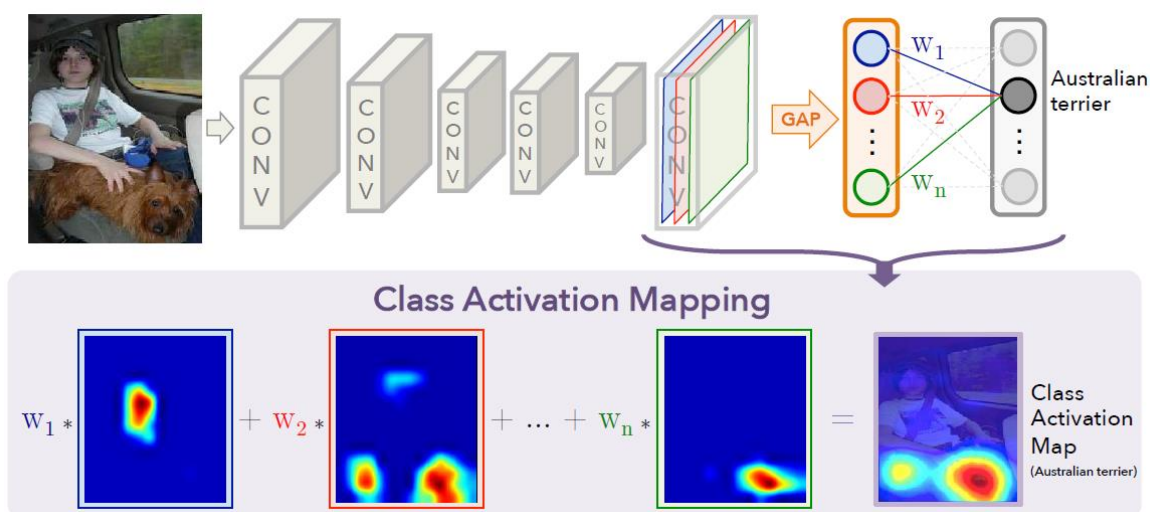 CONV
CONV
CONV
CONV
CONV
CONV
GAP
w1
w2
⋮
wn
⋮
Australian
terrier
Class Activation Mapping
w1 * + w2 * + ... + wn * =
Class
Activation
Map
(Australian terrier)